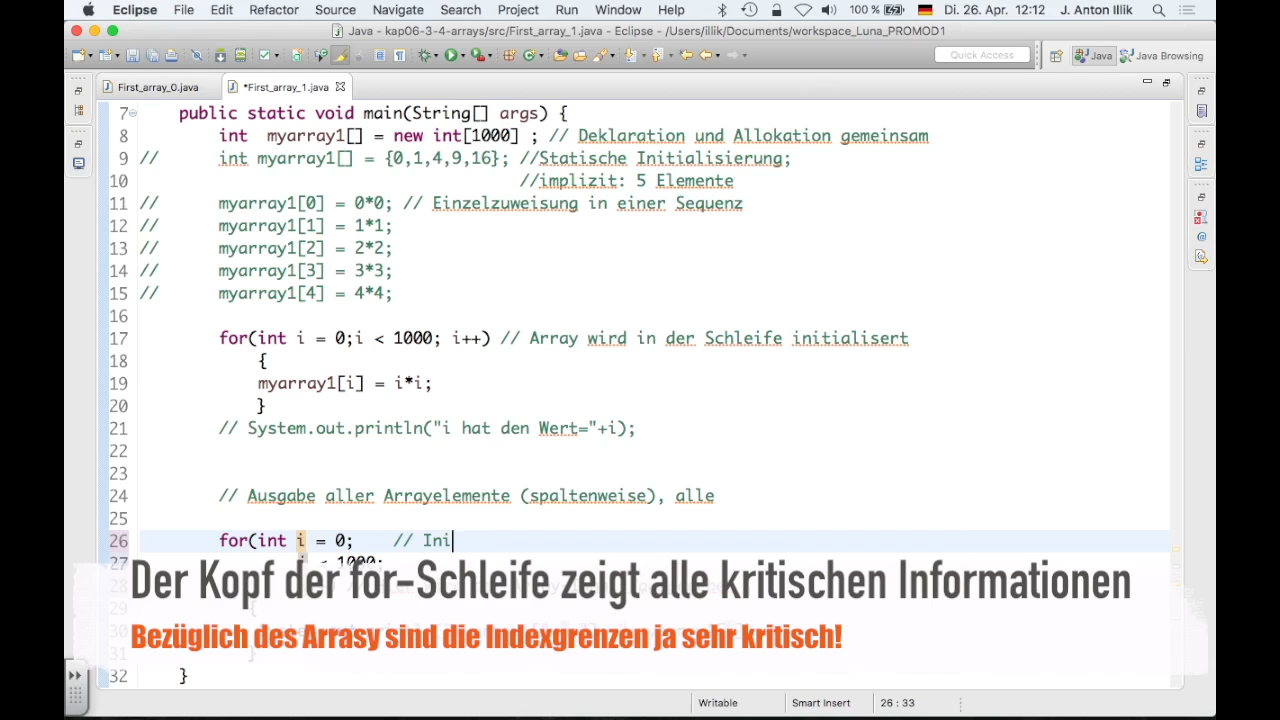 Eclipse File Edit Refactor Source Navigate Search Project Run Window Help 100 % Di. 26. Apr. 12:12 J. Anton Illik
Java - kap06-3-4-arrays/src/First_array_1.java - Eclipse - /Users/illik/Documents/workspace_Luna_PROMOD1
Quick Access Java Java Browsing
First_array_0.java *First_array_1.java
7 public static void main(String[] args) {
8 int myarray1[] = new int[1000] ; // Deklaration und Allokation gemeinsam
9 // int myarray1[] = {0,1,4,9,16}; //Statische Initialisierung;
10 //implizit: 5 Elemente
11 // myarray1[0] = 0*0; // Einzelzuweisung in einer Sequenz
12 // myarray1[1] = 1*1;
13 // myarray1[2] = 2*2;
14 // myarray1[3] = 3*3;
15 // myarray1[4] = 4*4;
16
17 for(int i = 0;i < 1000; i++) // Array wird in der Schleife initialisert
18 {
19 myarray1[i] = i*i;
20 }
21 // System.out.println("i hat den Wert="+i);
22
23
24 // Ausgabe aller Arrayelemente (spaltenweise), alle
25
26 for(int i = 0; // Ini
27 i < 1000;
Der Kopf der for-Schleife zeigt alle kritischen Informationen
Bezüglich des Arrasy sind die Indexgrenzen ja sehr kritisch!
32 }
Writable Smart Insert 26 : 33